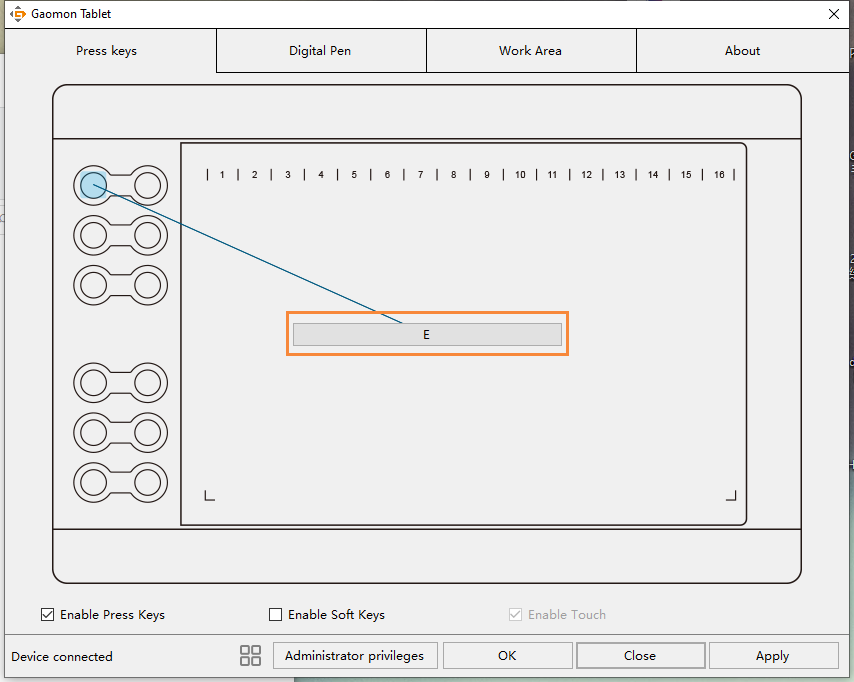 Gaomon Tablet
Press keys Digital Pen Work Area About
1 2 3 4 5 6 7 8 9 10 11 12 13 14 15 16
E
Enable Press Keys Enable Soft Keys Enable Touch
Device connected Administrator privileges OK Close Apply